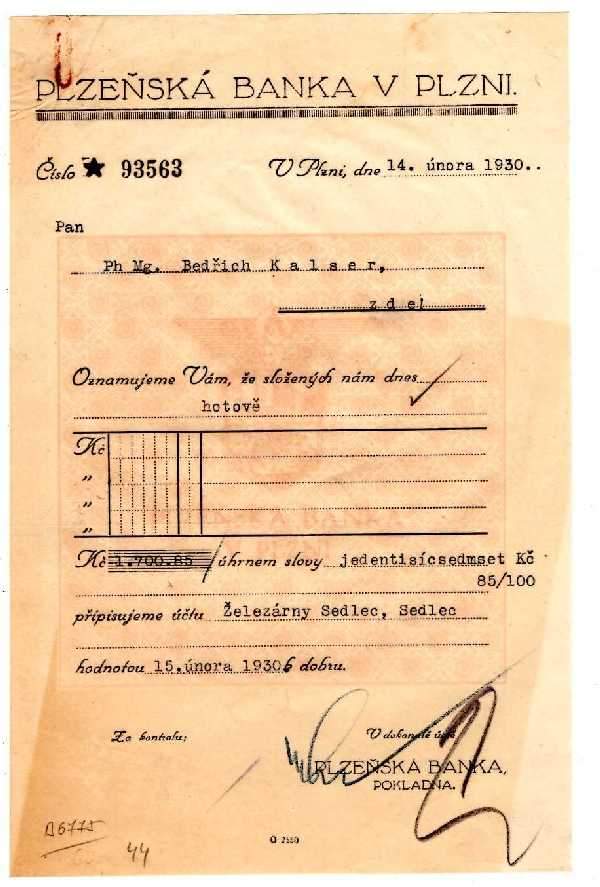 PLZEŇSKÁ BANKA V PLZNI.
Číslo ★ 93563 V Plzni, dne 14. února 1930..
Pan
Ph Mg. Bedřich Kalser,
zde!
Oznamujeme Vám, že složených nám dnes
hotově
Kč
„
„
„
Kč 1.700.85 úhrnem slovy jedentisícsedmset Kč
85/100
připisujeme účtu Železárny Sedlec, Sedlec
hodnotou 15.února 1930 k dobru.
Za kontrolu: V dokonalé úctě
PLZEŇSKÁ BANKA,
POKLADNA.
B6775
44